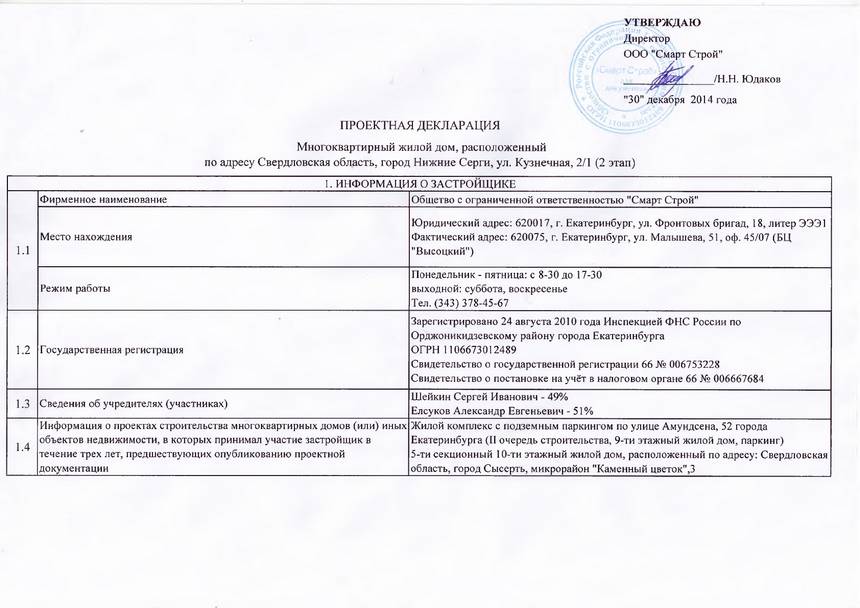 УТВЕРЖДАЮ
Директор
ООО "Смарт Строй"
/Н.Н. Юдаков
"30" декабря 2014 года
ПРОЕКТНАЯ ДЕКЛАРАЦИЯ
Многоквартирный жилой дом, расположенный
по адресу Свердловская область, город Нижние Серги, ул. Кузнечная, 2/1 (2 этап)
1. ИНФОРМАЦИЯ О ЗАСТРОЙЩИКЕ
1.1
Фирменное наименование
Общетво с ограниченной ответственностью "Смарт Строй"
Место нахождения
Юридический адрес: 620017, г. Екатеринбург, ул. Фронтовых бригад, 18, литер ЭЭЭ1
Фактический адрес: 620075, г. Екатеринбург, ул. Малышева, 51, оф. 45/07 (БЦ
"Высоцкий")
Режим работы
Понедельник - пятница: с 8-30 до 17-30
выходной: суббота, воскресенье
Тел. (343) 378-45-67
1.2
Государственная регистрация
Зарегистрировано 24 августа 2010 года Инспекцией ФНС России по
Орджоникидзевскому району города Екатеринбурга
ОГРН 1106673012489
Свидетельство о государственной регистрации 66 № 006753228
Свидетельство о постановке на учёт в налоговом органе 66 № 006667684
1.3
Сведения об учредителях (участниках)
Шейкин Сергей Иванович - 49%
Елсуков Александр Евгеньевич - 51%
1.4
Информация о проектах строительства многоквартирных домов (или) иных
объектов недвижимости, в которых принимал участие застройщик в
течение трех лет, предшествующих опубликованию проектной
документации
Жилой комплекс с подземным паркингом по улице Амундсена, 52 города
Екатеринбурга (II очередь строительства, 9-ти этажный жилой дом, паркинг)
5-ти секционный 10-ти этажный жилой дом, расположенный по адресу: Свердловская
область, город Сысерть, микрорайон "Каменный цветок",3